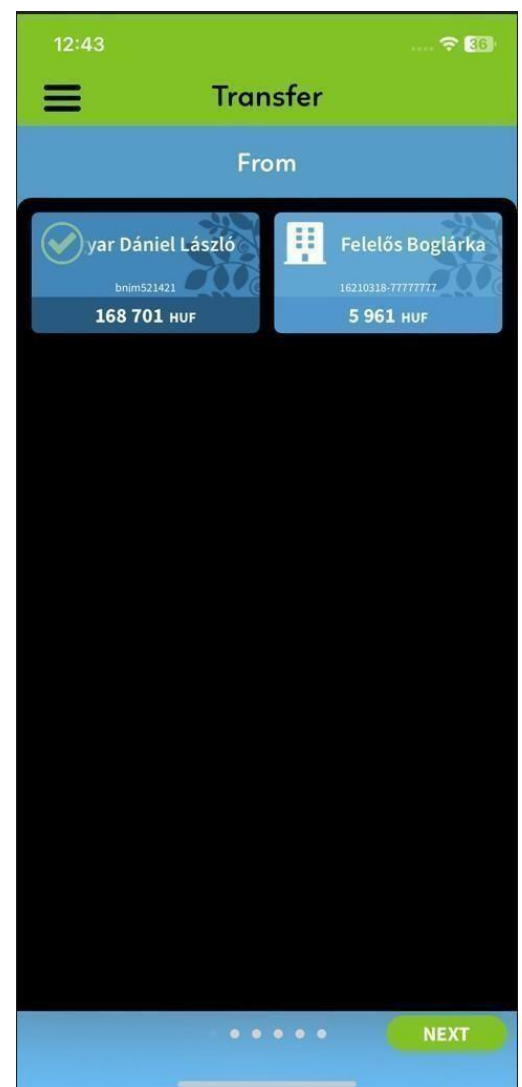 12:43
36
Transfer
From
yar Dániel László
bnjm521421
168 701 HUF
Felelős Boglárka
16210318-77777777
5 961 HUF
NEXT